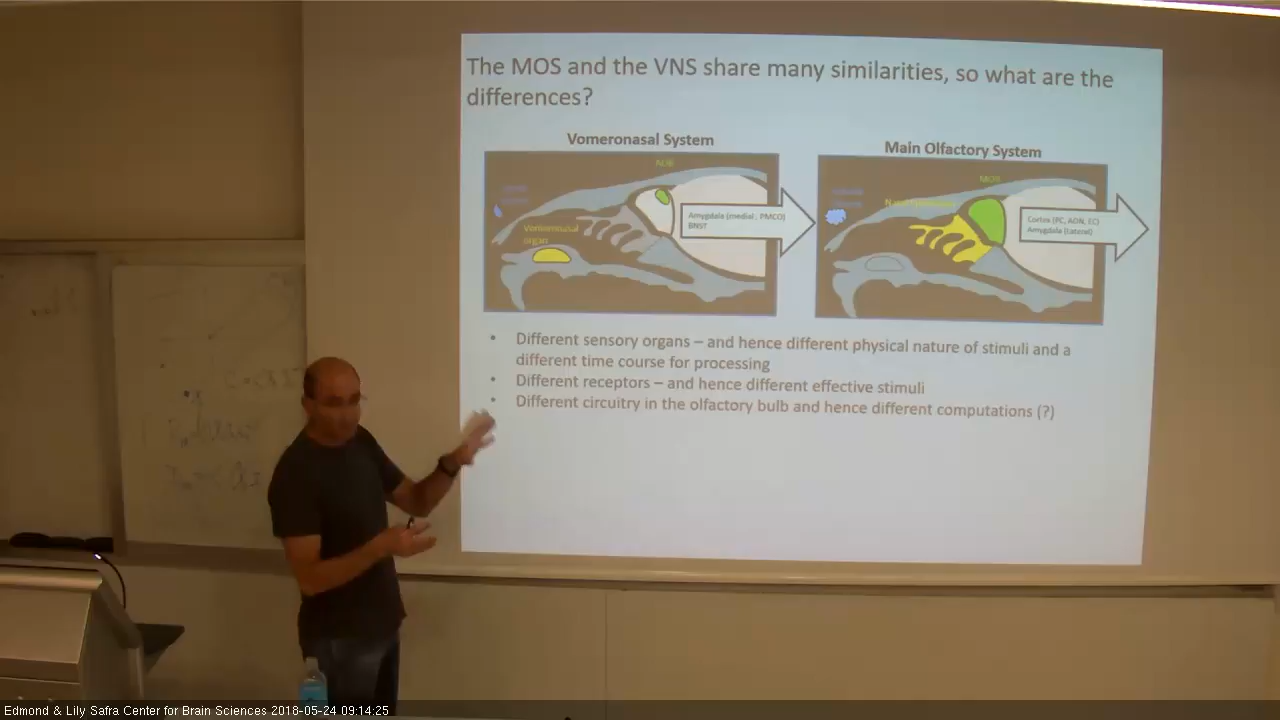 The MOS and the VNS share many similarities, so what are the
differences?
Vomeronasal System
Main Olfactory System
AOB
MOB
Vomeronasal
organ
Amygdala (medial, PMCO)
BNST
Cortex (PC, AON, EC)
Amygdala (lateral)
• Different sensory organs – and hence different physical nature of stimuli and a
different time course for processing
• Different receptors – and hence different effective stimuli
• Different circuitry in the olfactory bulb and hence different computations (?)
Edmond & Lily Safra Center for Brain Sciences 2018-05-24 09:14:25